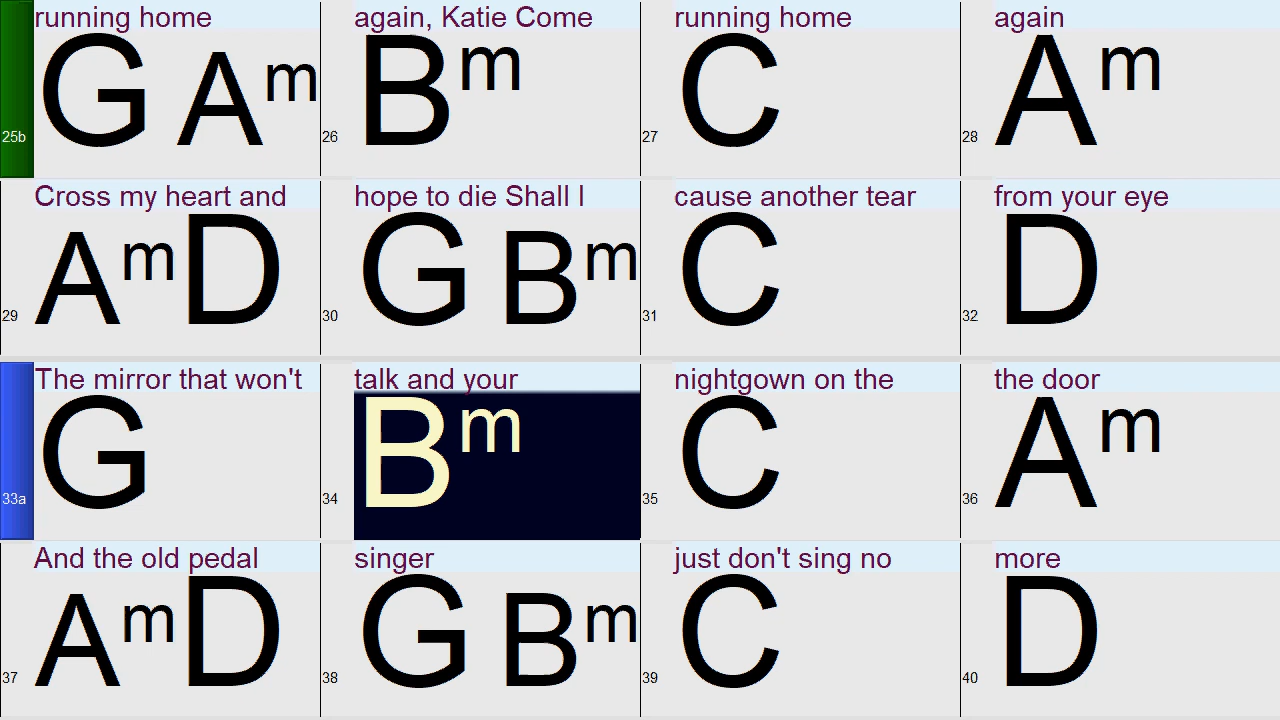 running home again, Katie Come running home again
G Am Bm C Am
25b 26 27 28
Cross my heart and hope to die Shall I cause another tear from your eye
Am D G Bm C D
29 30 31 32
The mirror that won't talk and your nightgown on the the door
G Bm C Am
33a 34 35 36
And the old pedal singer just don't sing no more
Am D G Bm C D
37 38 39 40